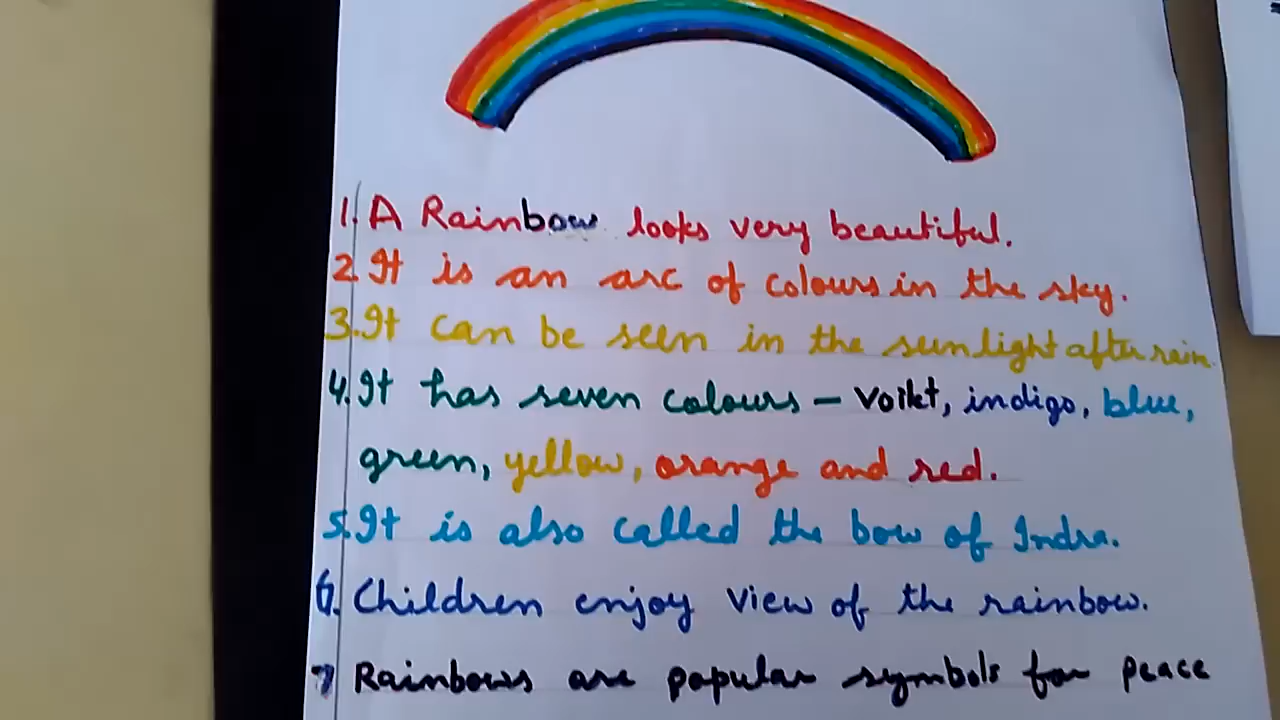 1. A Rainbow looks very beautiful.
2. It is an arc of colours in the sky.
3. It can be seen in the sunlight after rain.
4. It has seven colours – Voilet, indigo, blue,
green, yellow, orange and red.
5. It is also called the bow of Indra.
6. Children enjoy view of the rainbow.
7 Rainbows are popular symbols for peace